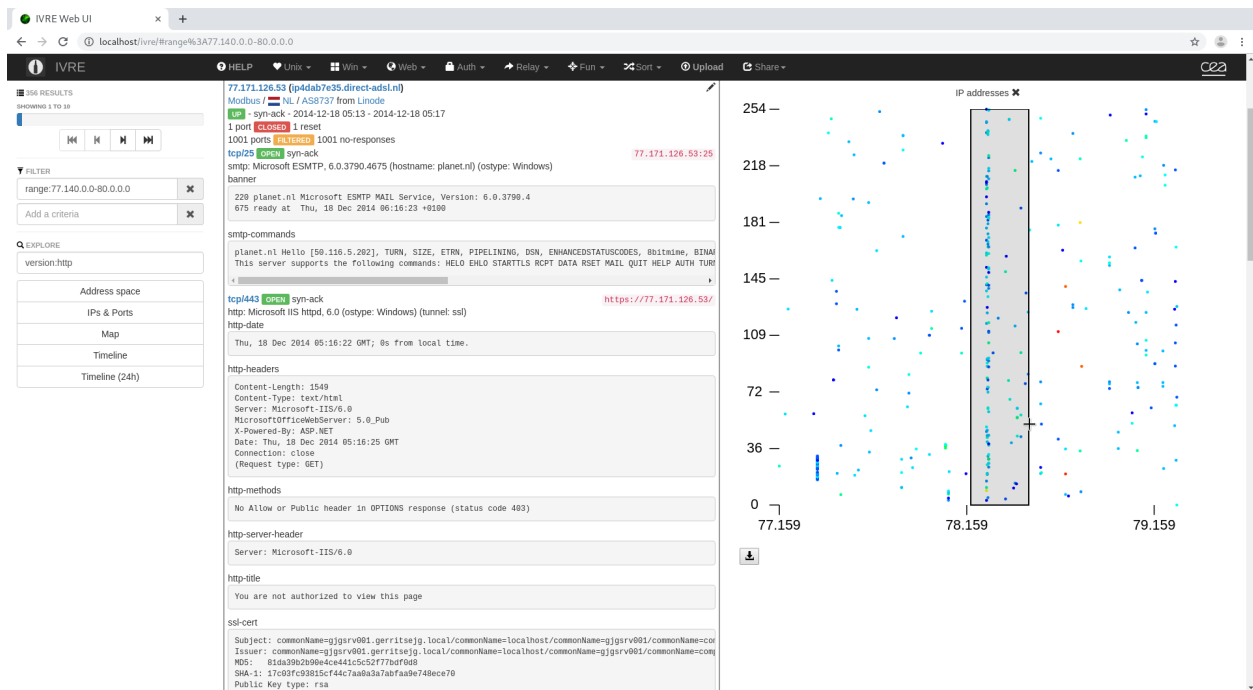 IVRE Web UI × +
localhost/ivre/#range%3A77.140.0.0-80.0.0.0
IVRE
HELP Unix Win Web Auth Relay Fun Sort Upload Share cea
356 RESULTS
SHOWING 1 TO 10
FILTER
range:77.140.0.0-80.0.0.0
Add a criteria
EXPLORE
version:http
Address space
IPs & Ports
Map
Timeline
Timeline (24h)
77.171.126.53 (ip4dab7e35.direct-adsl.nl)
Modbus / NL / AS8737 from Linode
UP - syn-ack - 2014-12-18 05:13 - 2014-12-18 05:17
1 port CLOSED 1 reset
1001 ports FILTERED 1001 no-responses
tcp/25 OPEN syn-ack 77.171.126.53:25
smtp: Microsoft ESMTP, 6.0.3790.4675 (hostname: planet.nl) (ostype: Windows)
banner
220 planet.nl Microsoft ESMTP MAIL Service, Version: 6.0.3790.4
675 ready at Thu, 18 Dec 2014 06:16:23 +0100
smtp-commands
planet.nl Hello [50.116.5.202], TURN, SIZE, ETRN, PIPELINING, DSN, ENHANCEDSTATUSCODES, 8bitmime, BINA
This server supports the following commands: HELO EHLO STARTTLS RCPT DATA RSET MAIL QUIT HELP AUTH TUR
tcp/443 OPEN syn-ack https://77.171.126.53/
http: Microsoft IIS httpd, 6.0 (ostype: Windows) (tunnel: ssl)
http-date
Thu, 18 Dec 2014 05:16:22 GMT; 0s from local time.
http-headers
Content-Length: 1549
Content-Type: text/html
Server: Microsoft-IIS/6.0
MicrosoftOfficeWebServer: 5.0_Pub
X-Powered-By: ASP.NET
Date: Thu, 18 Dec 2014 05:16:25 GMT
Connection: close
(Request type: GET)
http-methods
No Allow or Public header in OPTIONS response (status code 403)
http-server-header
Server: Microsoft-IIS/6.0
http-title
You are not authorized to view this page
ssl-cert
Subject: commonName=gjgsrv001.gerritsejg.local/commonName=localhost/commonName=gjgsrv001/commonName=com
Issuer: commonName=gjgsrv001.gerritsejg.local/commonName=localhost/commonName=gjgsrv001/commonName=comp
MD5: 81da39b2b90e4ce441c5c52f77bdf0d8
SHA-1: 17c03fc93815cf44c7aa0a3a7abfaa9e748ece70
Public Key type: rsa
IP addresses
254
218
181
145
109
72
36
0
77.159 78.159 79.159